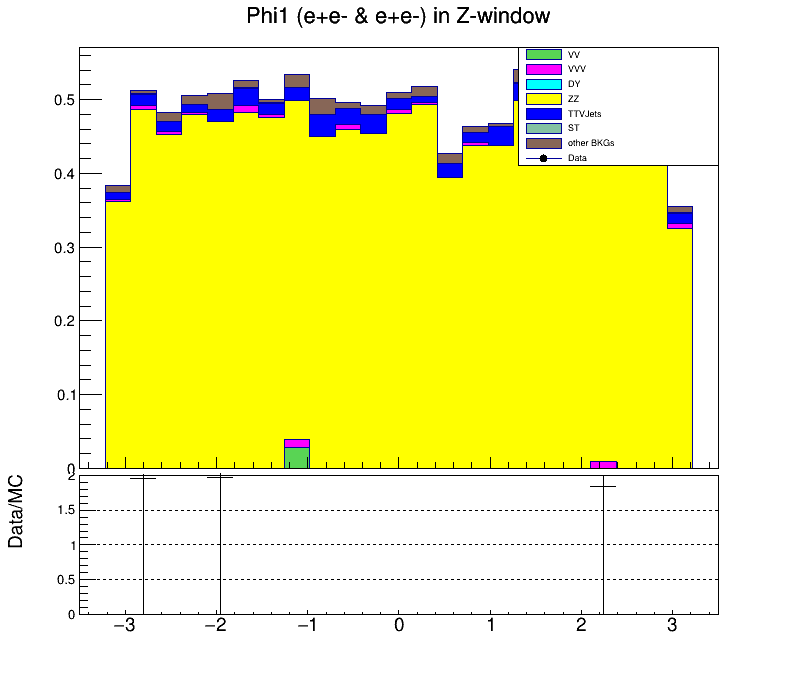 Phi1 (e+e- & e+e-) in Z-window
VV
VVV
DY
ZZ
TTVJets
ST
other BKGs
Data
0.5
0.4
0.3
0.2
0.1
0
Data/MC
2
1.5
1
0.5
0
−3 −2 −1 0 1 2 3